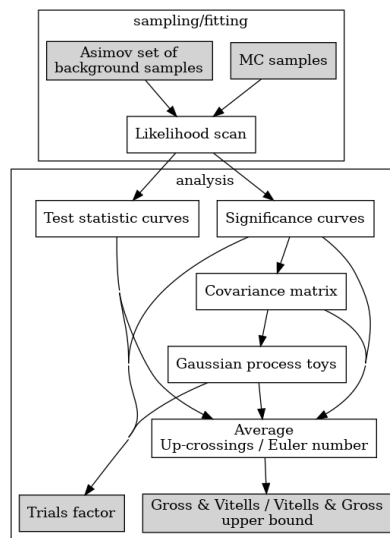 sampling/fitting
Asimov set of
background samples
MC samples
Likelihood scan
analysis
Test statistic curves
Significance curves
Covariance matrix
Gaussian process toys
Average
Up-crossings / Euler number
Trials factor
Gross & Vitells / Vitells & Gross
upper bound